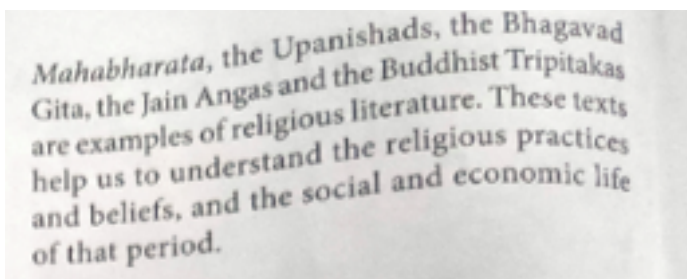 Mahabharata, the Upanishads, the Bhagavad
Gita, the Jain Angas and the Buddhist Tripitakas
are examples of religious literature. These texts
help us to understand the religious practices
and beliefs, and the social and economic life
of that period.